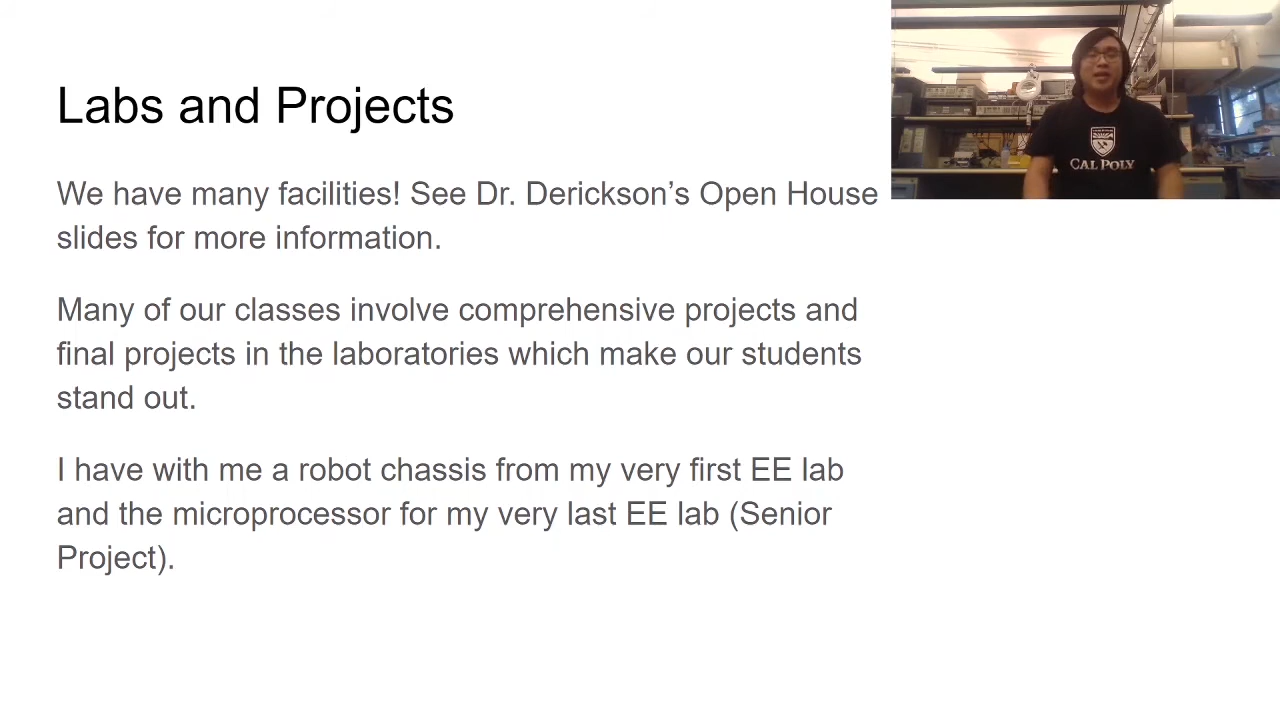 Labs and Projects
We have many facilities! See Dr. Derickson’s Open House
slides for more information.
Many of our classes involve comprehensive projects and
final projects in the laboratories which make our students
stand out.
I have with me a robot chassis from my very first EE lab
and the microprocessor for my very last EE lab (Senior
Project).
CAL POLY